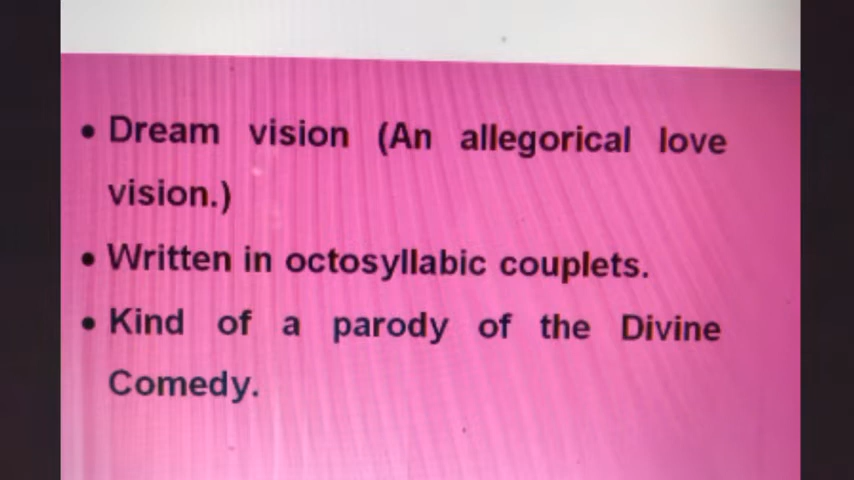 • Dream vision (An allegorical love
vision.)
• Written in octosyllabic couplets.
• Kind of a parody of the Divine
Comedy.